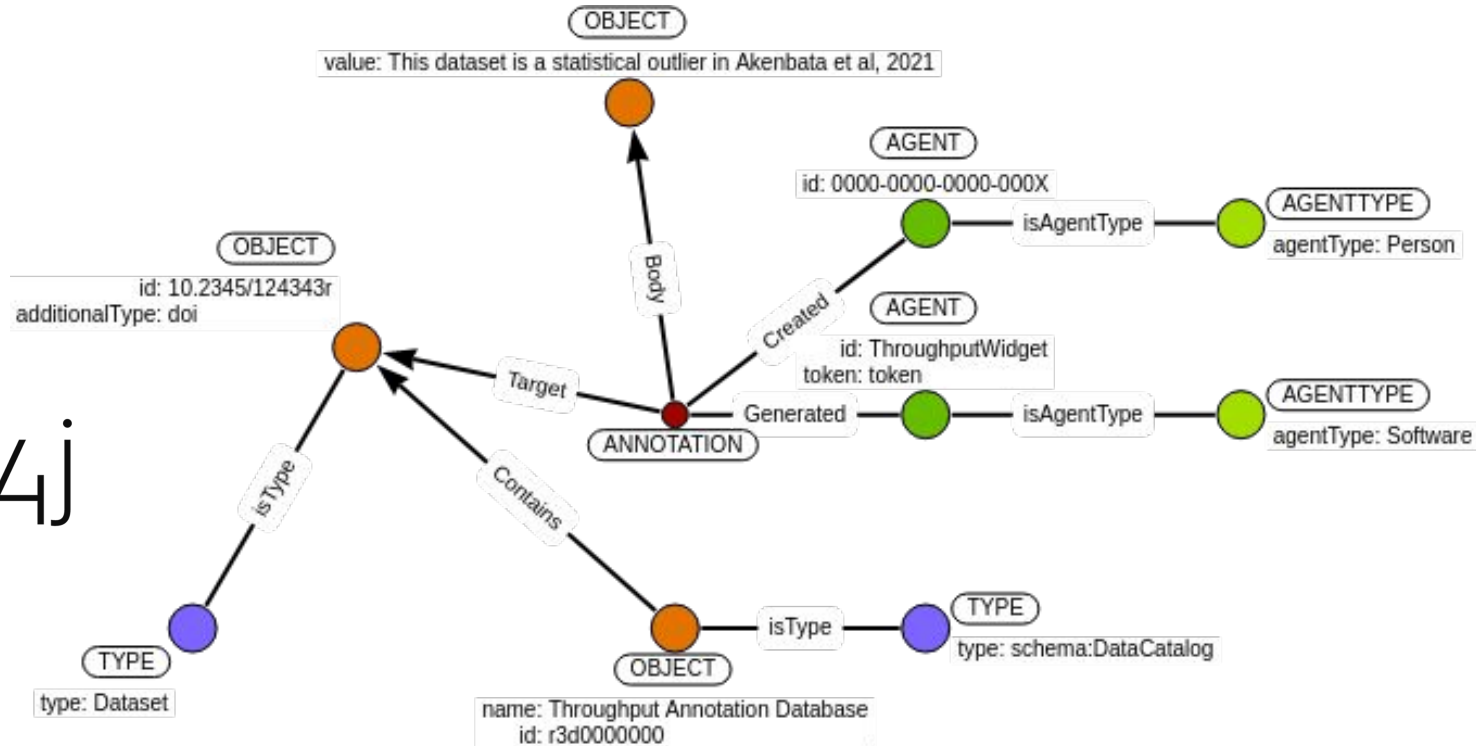 OBJECT
value: This dataset is a statistical outlier in Akenbata et al, 2021
AGENT
id: 0000-0000-0000-000X
isAgentType
AGENTTYPE
agentType: Person
OBJECT
id: 10.2345/124343r
additionalType: doi
Body
Created
AGENT
id: ThroughputWidget
token: token
Target
Generated
isAgentType
AGENTTYPE
agentType: Software
ANNOTATION
4j
isType
Contains
isType
TYPE
type: schema:DataCatalog
TYPE
type: Dataset
OBJECT
name: Throughput Annotation Database
id: r3d0000000